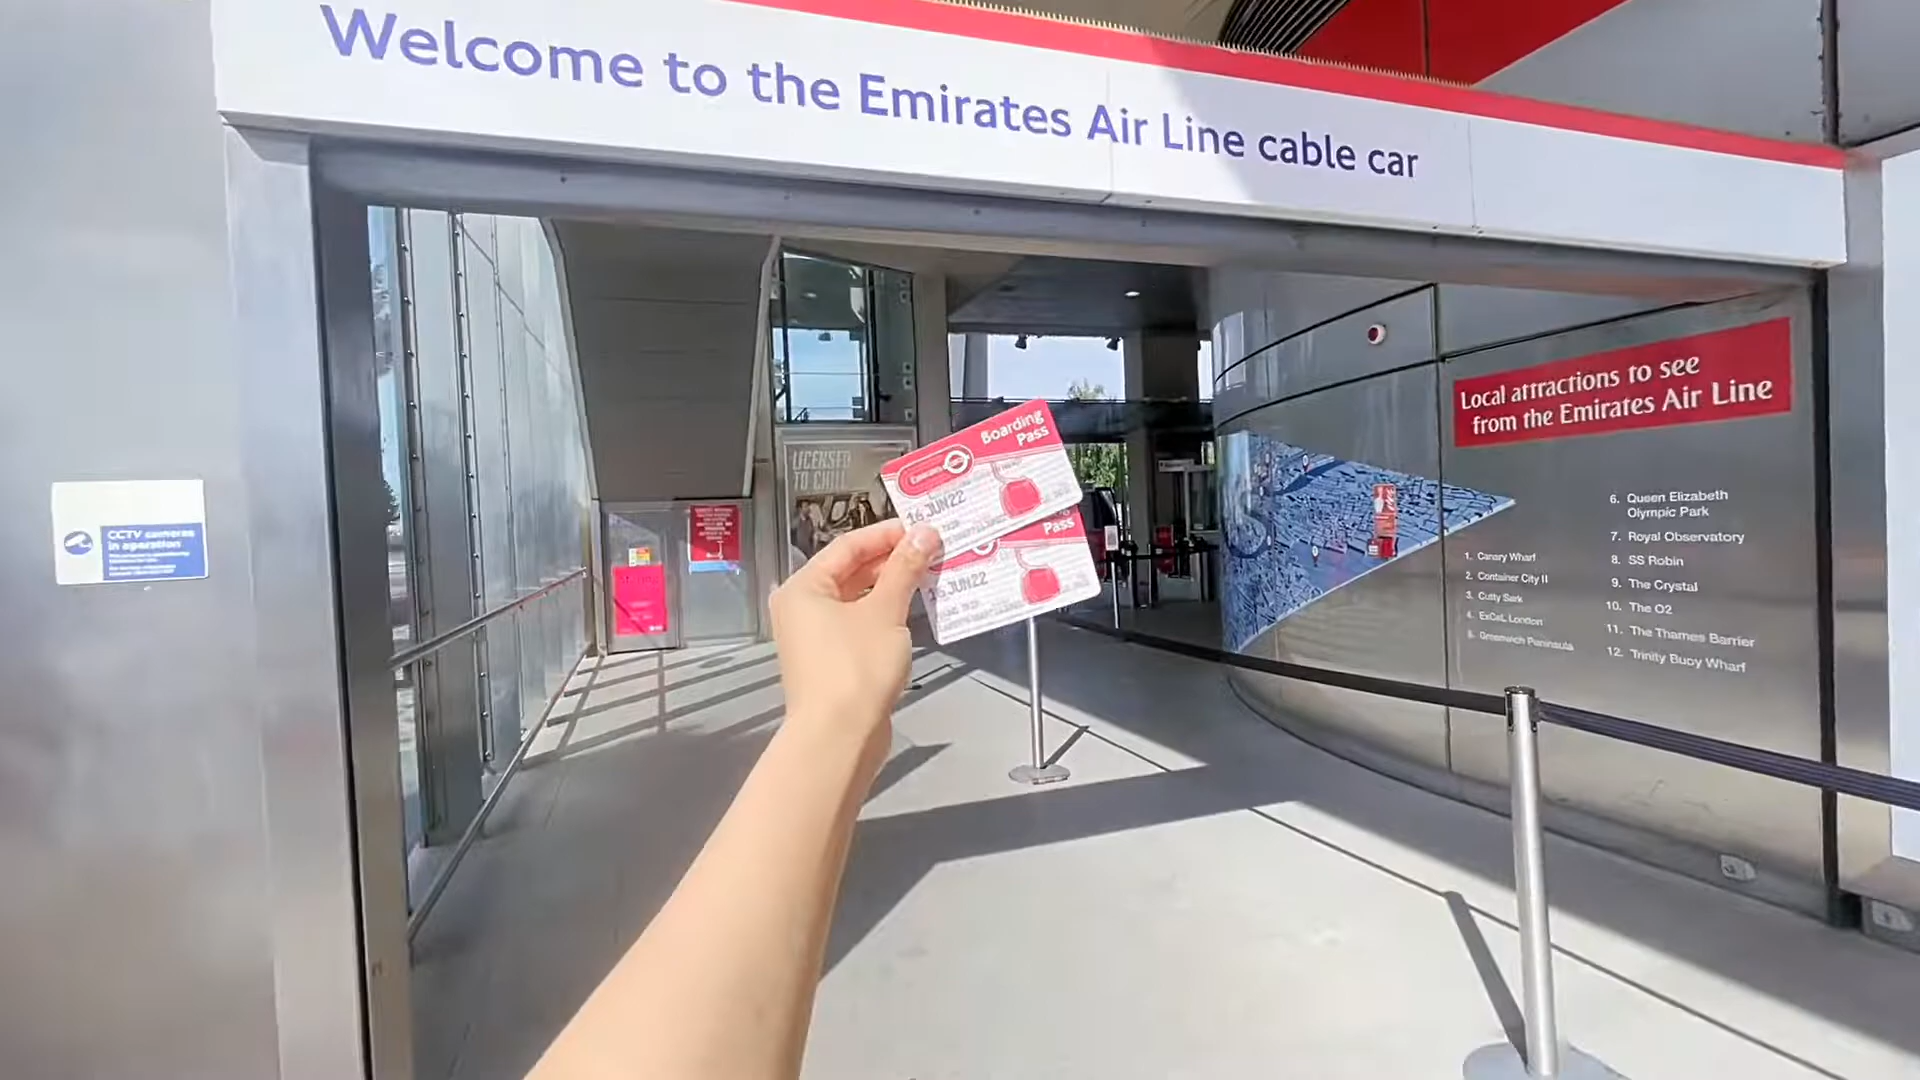 Welcome to the Emirates Air Line cable car
Local attractions to see
from the Emirates Air Line
1. Canary Wharf
2. Container City II
3. Cutty Sark
4. ExCeL London
5. Greenwich Peninsula
6. Queen Elizabeth
Olympic Park
7. Royal Observatory
8. SS Robin
9. The Crystal
10. The O2
11. The Thames Barrier
12. Trinity Buoy Wharf
LICENSED
TO CHILL
Boarding
Pass
16 JUN22
Pass
16 JUN22
CCTV cameras
in operation